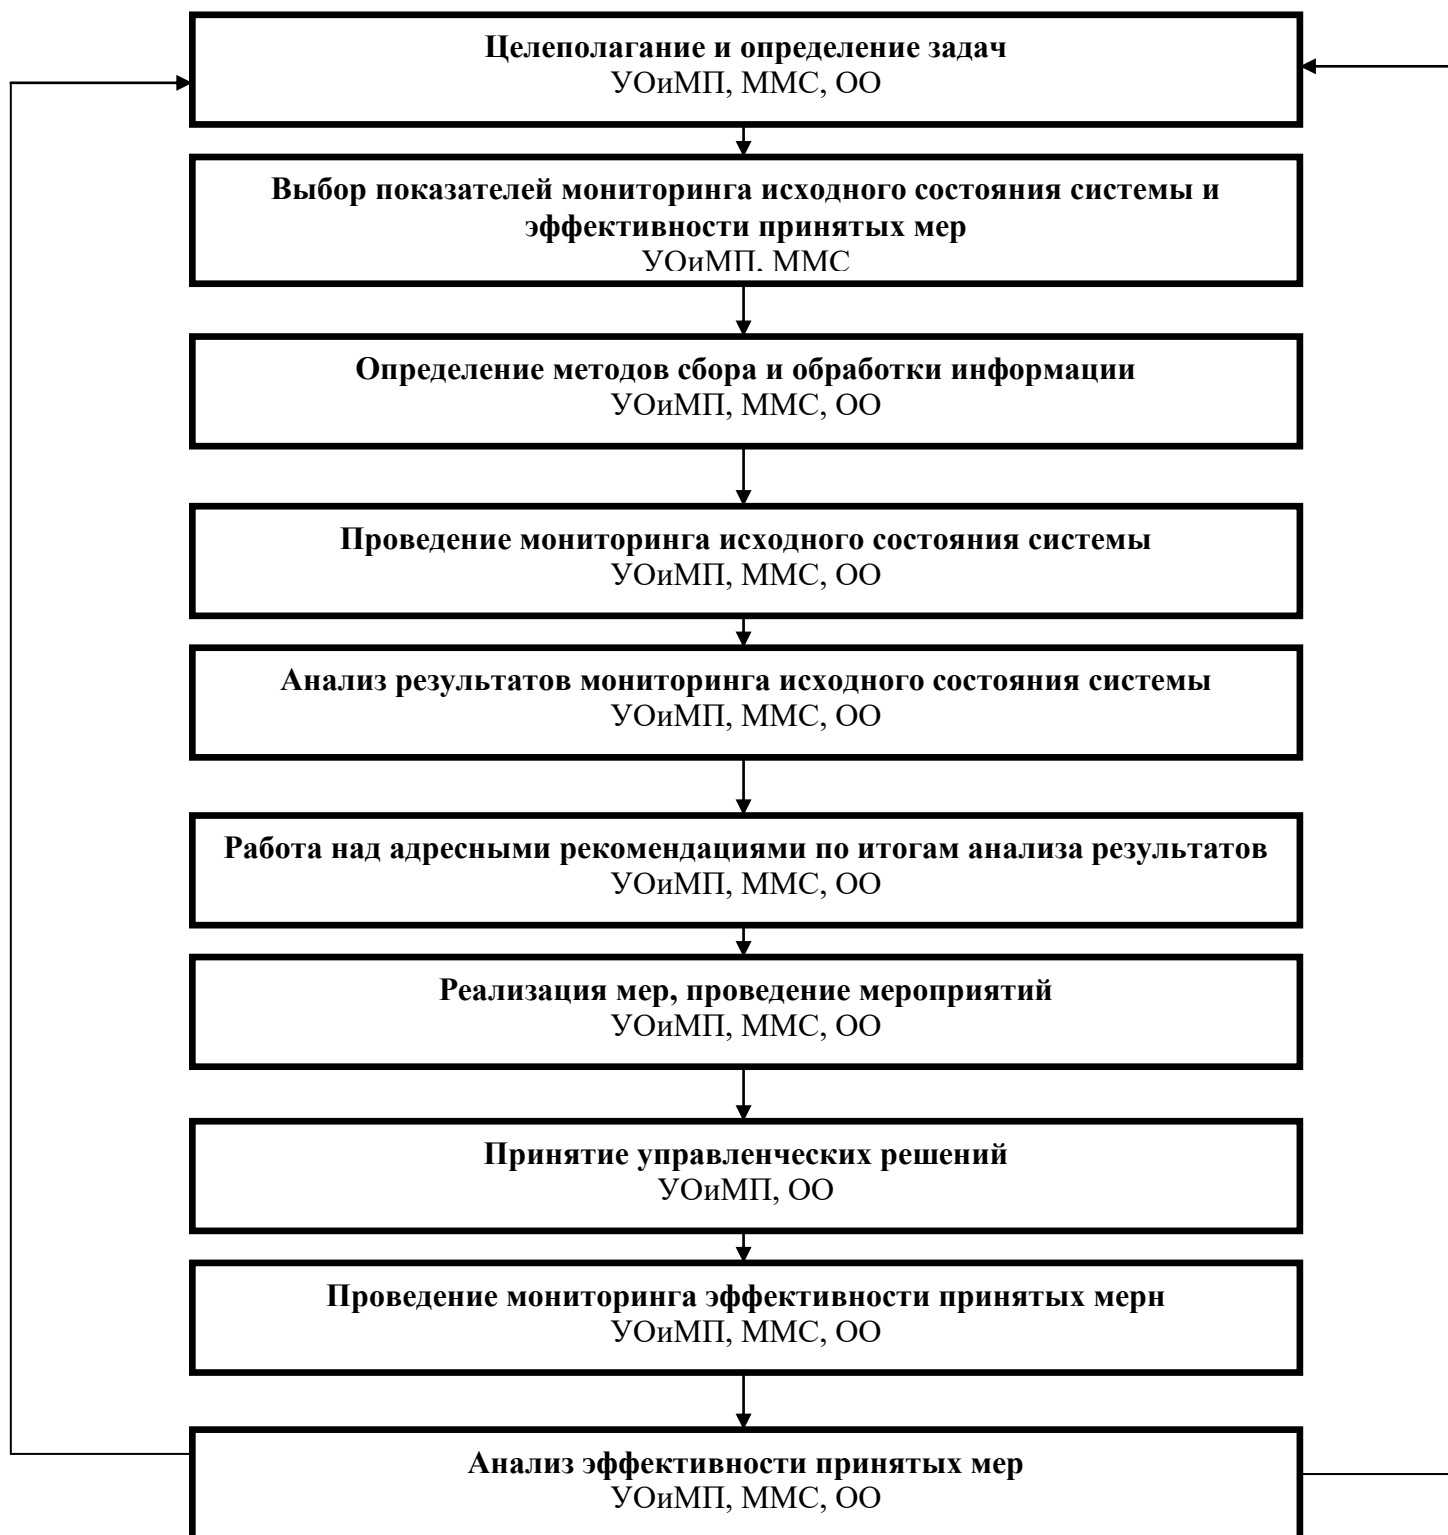 Целеполагание и определение задач
УОиМП, ММС, ОО
Выбор показателей мониторинга исходного состояния системы и
эффективности принятых мер
УОиМП, ММС
Определение методов сбора и обработки информации
УОиМП, ММС, ОО
Проведение мониторинга исходного состояния системы
УОиМП, ММС, ОО
Анализ результатов мониторинга исходного состояния системы
УОиМП, ММС, ОО
Работа над адресными рекомендациями по итогам анализа результатов
УОиМП, ММС, ОО
Реализация мер, проведение мероприятий
УОиМП, ММС, ОО
Принятие управленческих решений
УОиМП, ОО
Проведение мониторинга эффективности принятых мерн
УОиМП, ММС, ОО
Анализ эффективности принятых мер
УОиМП, ММС, ОО